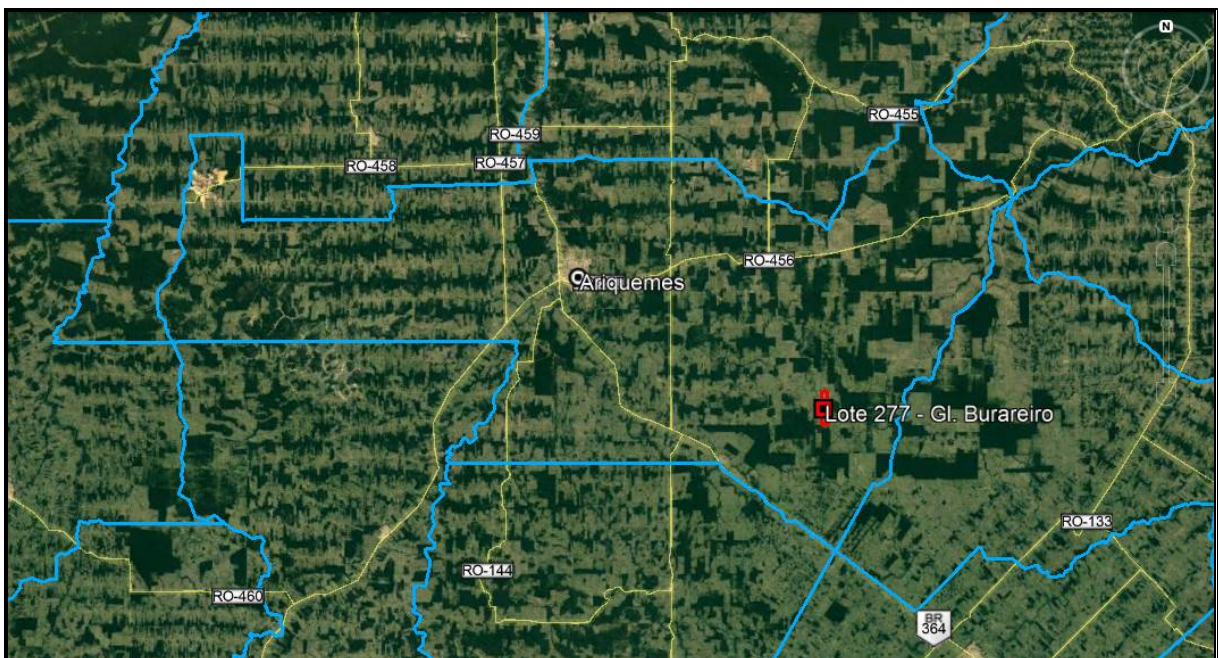 N
RO-455
RO-459
RO-457
RO-458
RO-456
Ariquemes
Lote 277 - Gl. Burareiro
RO-133
RO-144
RO-460
BR
364